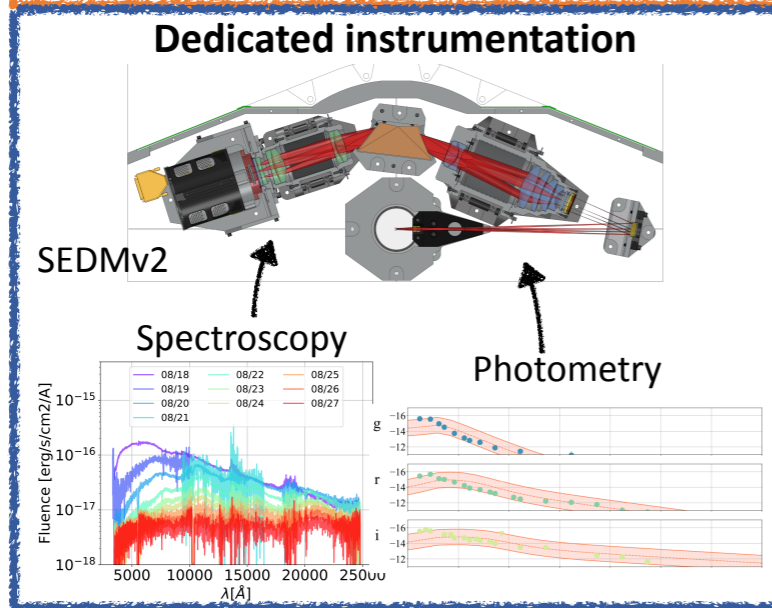 Dedicated instrumentation
SEDMv2
Spectroscopy
Photometry
08/18 08/22 08/25
08/19 08/23 08/26
08/20 08/24 08/27
08/21
Fluence [erg/s/cm2/A]
10⁻¹⁵
10⁻¹⁶
10⁻¹⁷
10⁻¹⁸
5000 10000 15000 20000 25000
λ[Å]
g
−16
−14
−12
r
−16
−14
−12
i
−16
−14
−12